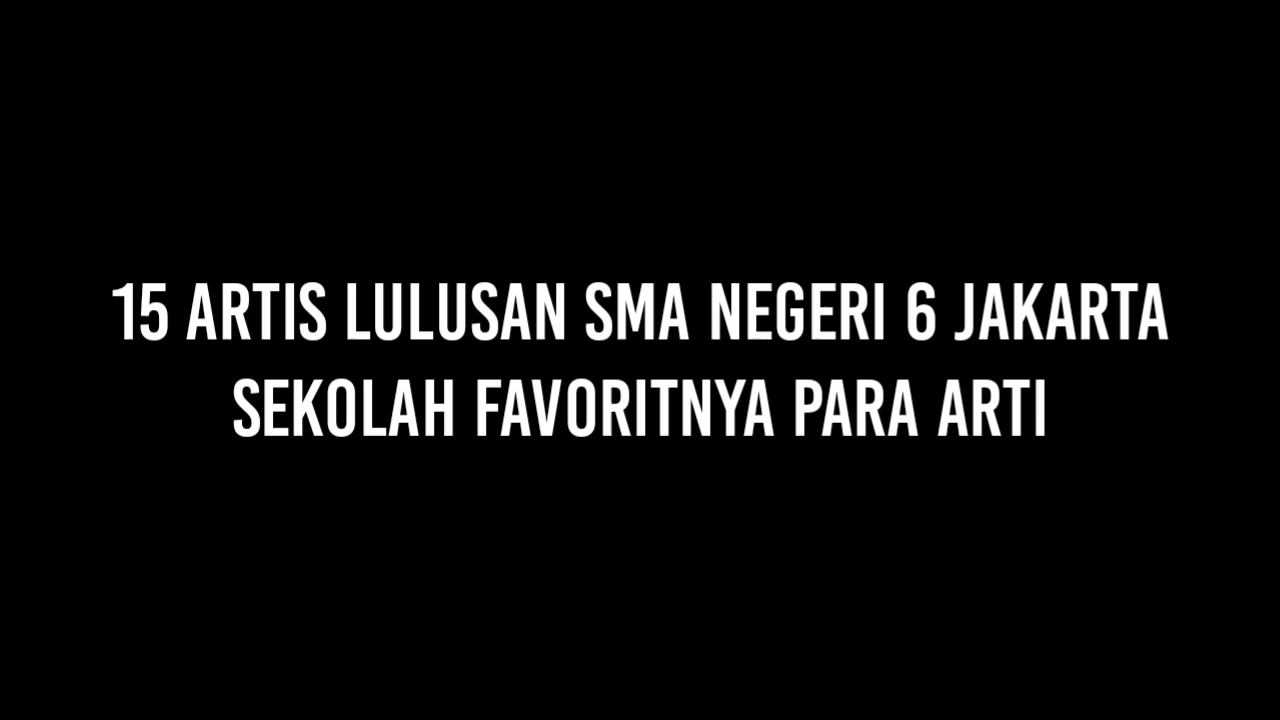 15 ARTIS LULUSAN SMA NEGERI 6 JAKARTA
SEKOLAH FAVORITNYA PARA ARTI